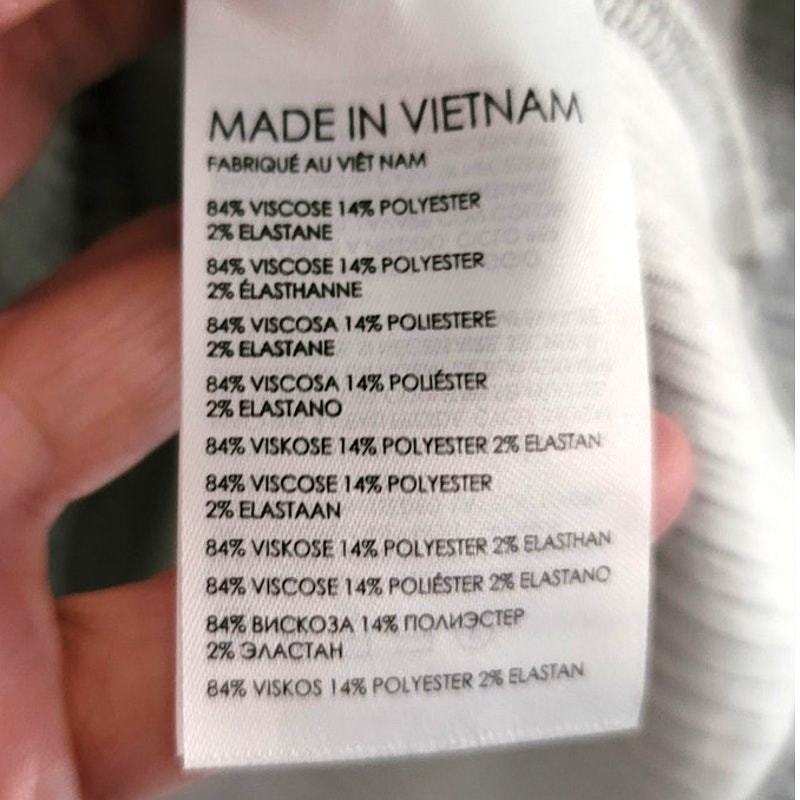 MADE IN VIETNAM
FABRIQUÉ AU VIÊT NAM
84% VISCOSE 14% POLYESTER
2% ELASTANE
84% VISCOSE 14% POLYESTER
2% ÉLASTHANNE
84% VISCOSA 14% POLIESTERE
2% ELASTANE
84% VISCOSA 14% POLIÉSTER
2% ELASTANO
84% VISKOSE 14% POLYESTER 2% ELASTAN
84% VISCOSE 14% POLYESTER
2% ELASTAAN
84% VISKOSE 14% POLYESTER 2% ELASTHAN
84% VISCOSE 14% POLIÉSTER 2% ELASTANO
84% ВИСКОЗА 14% ПОЛИЭСТЕР
2% ЭЛАСТАН
84% VISKOS 14% POLYESTER 2% ELASTAN